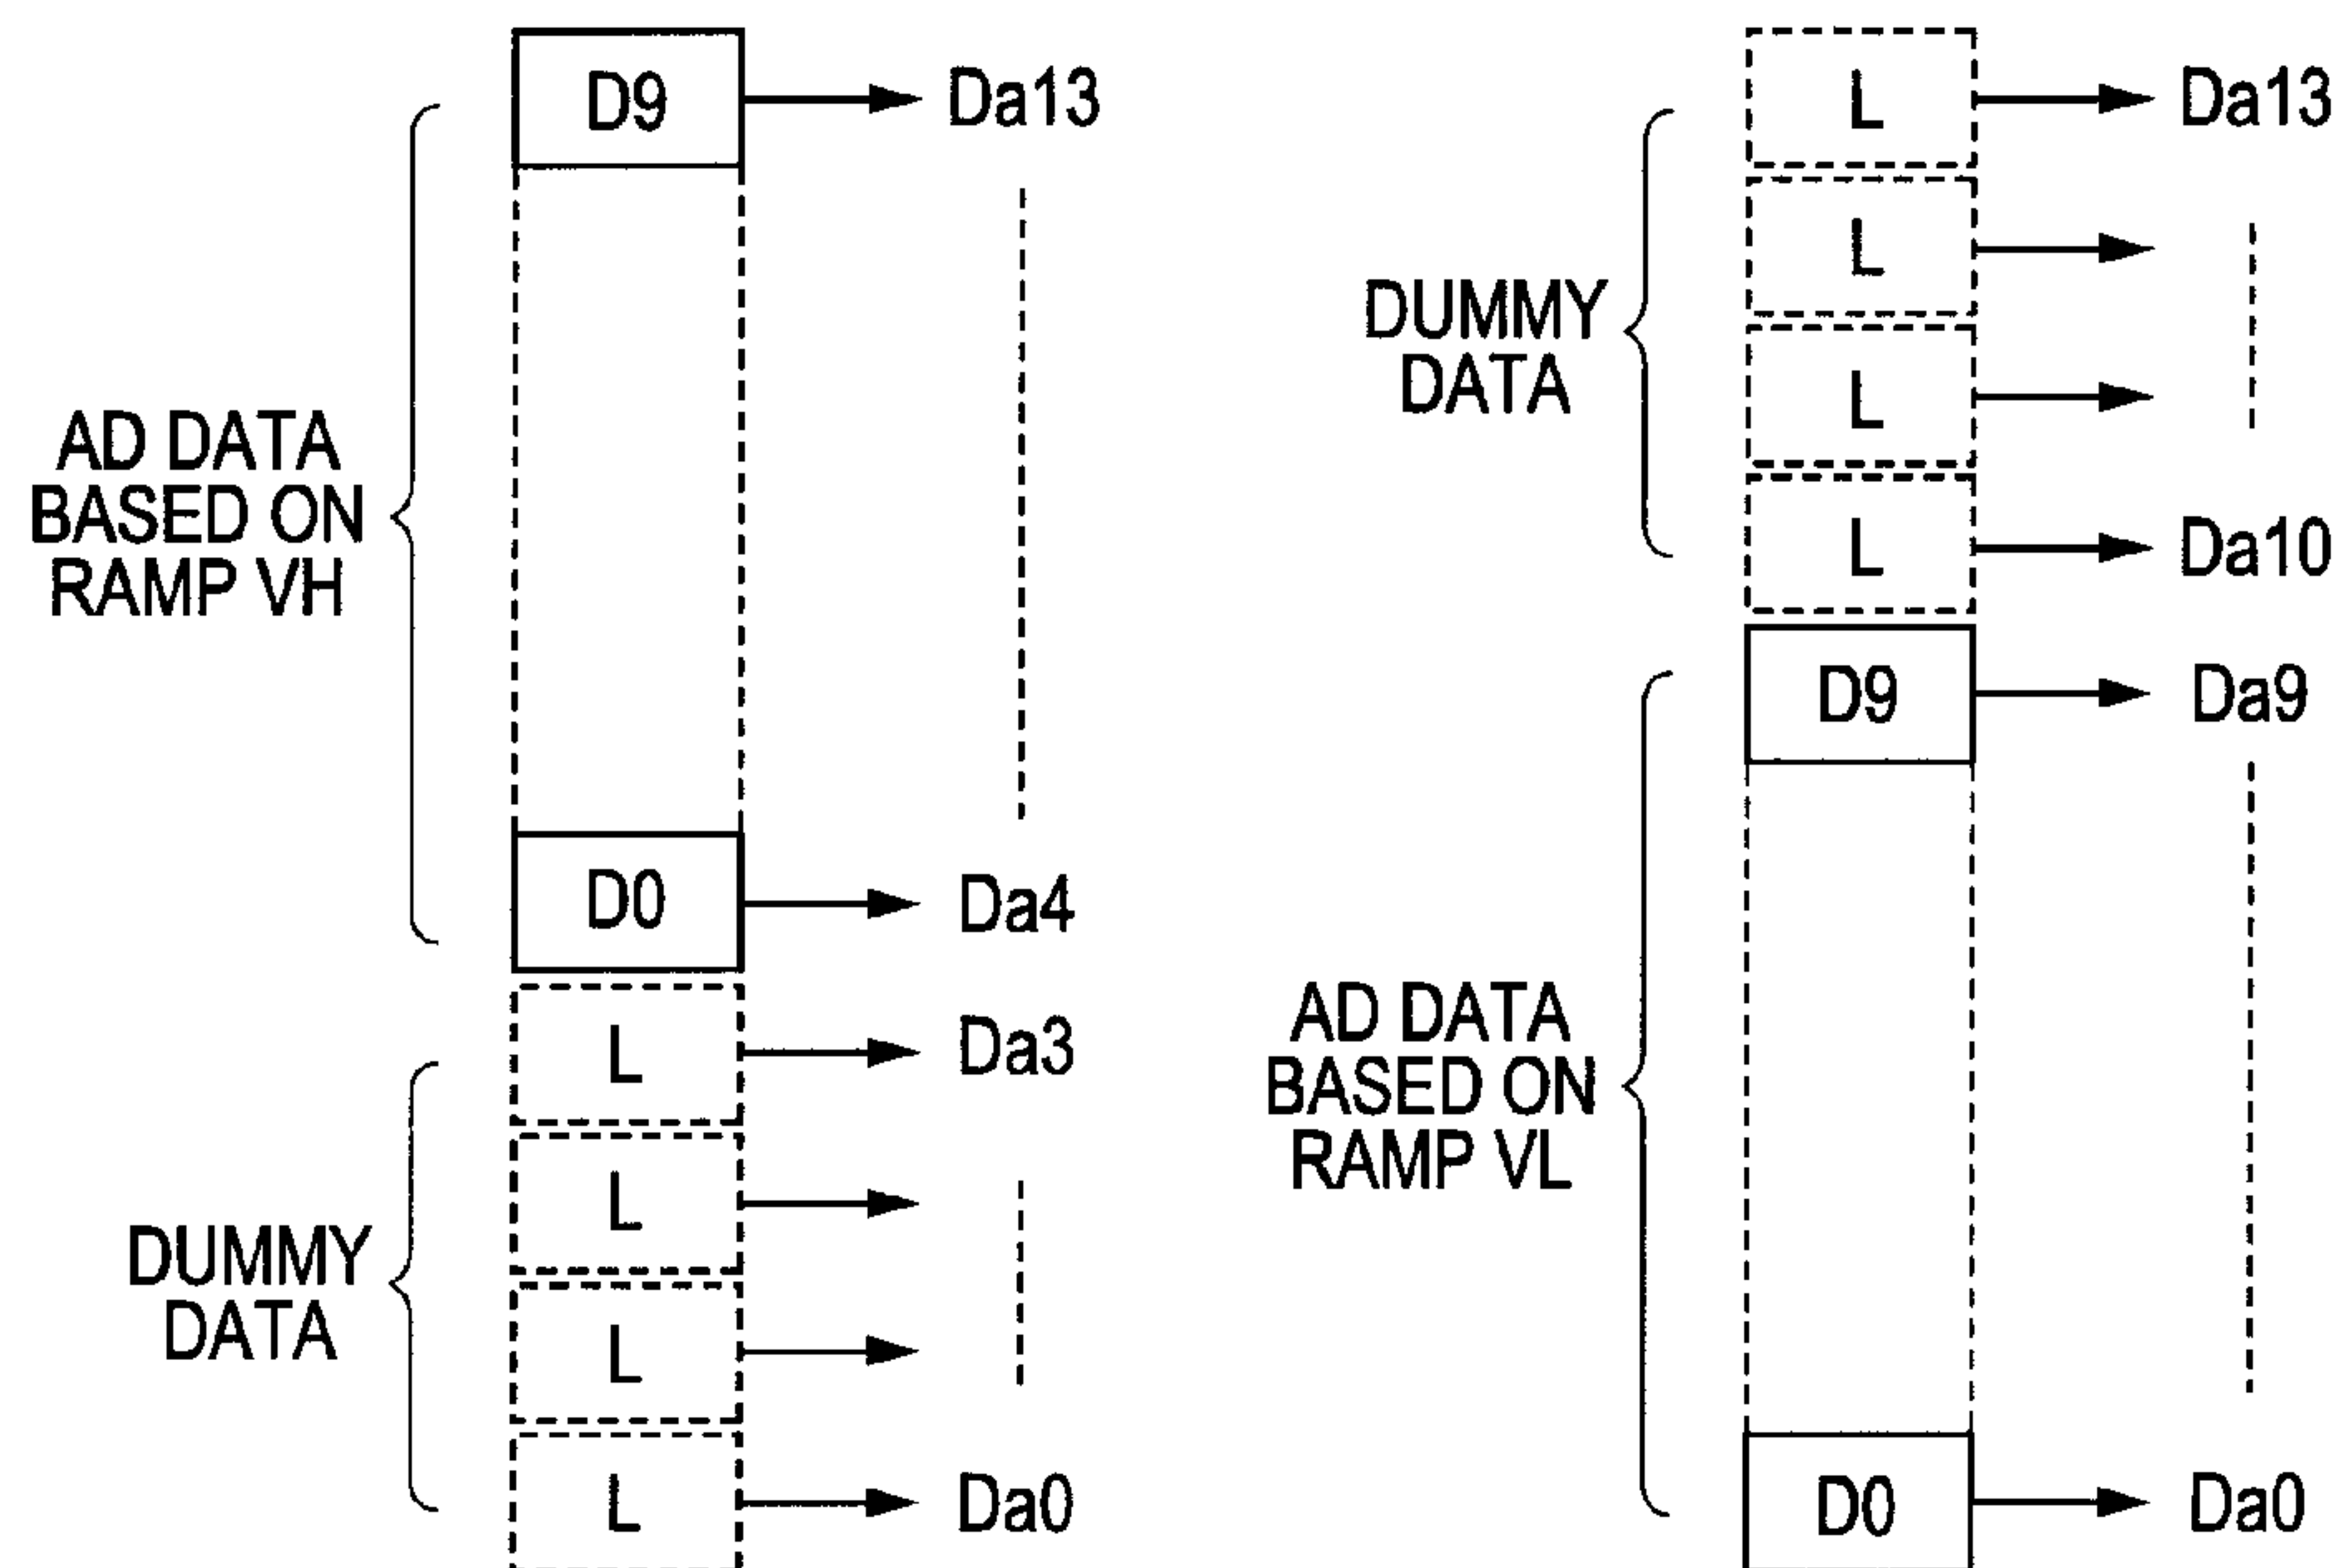 D9
Da13
AD DATA
BASED ON
RAMP VH
D0
Da4
L
Da3
L
DUMMY
DATA
L
L
Da0
L
Da13
L
DUMMY
DATA
L
L
Da10
D9
Da9
AD DATA
BASED ON
RAMP VL
D0
Da0